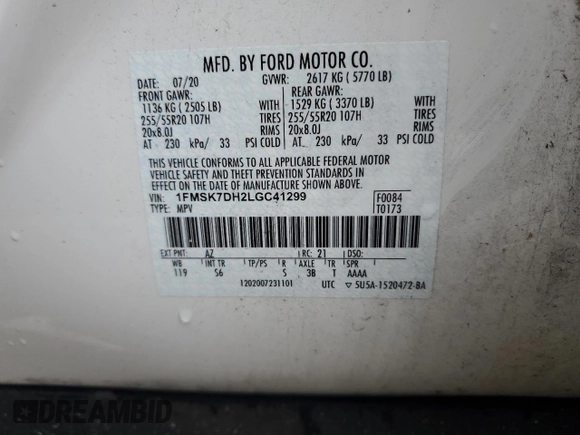 MFD. BY FORD MOTOR CO.
DATE: 07/20 GVWR: 2617 KG ( 5770 LB)
FRONT GAWR: REAR GAWR:
1136 KG ( 2505 LB) WITH 1529 KG ( 3370 LB) WITH
255/55R20 107H TIRES 255/55R20 107H TIRES
20x8.0J RIMS 20x8.0J RIMS
AT 230 kPa/ 33 PSI COLD AT 230 kPa/ 33 PSI COLD
THIS VEHICLE CONFORMS TO ALL APPLICABLE FEDERAL MOTOR
VEHICLE SAFETY AND THEFT PREVENTION STANDARDS IN
EFFECT ON THE DATE OF MANUFACTURE SHOWN ABOVE.
VIN: 1FMSK7DH2LGC41299 F0084
TYPE: MPV T0173
EXT PNT: AZ RC: 21 DSO:
WB INT TR TP/PS R AXLE TR SPR
119 S6 S 3B T AAAA
1202007231101 UTC ▽ 5U5A-1520472-BA
DREAMBID